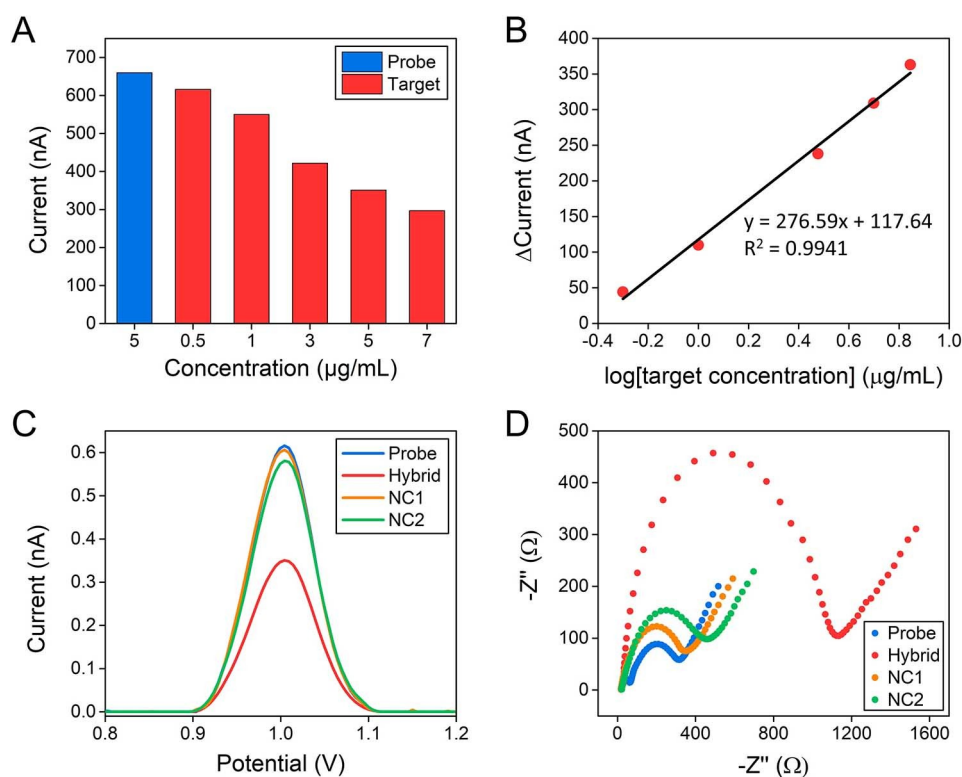 A
700
600
500
400
300
200
100
0
Current (nA)
Probe
Target
5 0.5 1 3 5 7
Concentration (µg/mL)
B
400
350
300
250
200
150
100
50
0
ΔCurrent (nA)
y = 276.59x + 117.64
R² = 0.9941
-0.4 -0.2 0.0 0.2 0.4 0.6 0.8 1.0
log[target concentration] (µg/mL)
C
0.6
0.4
0.3
0.2
0.1
0.0
Current (nA)
Probe
Hybrid
NC1
NC2
0.8 0.9 1.0 1.1 1.2
Potential (V)
D
500
400
300
200
100
0
-Z'' (Ω)
Probe
Hybrid
NC1
NC2
0 400 800 1200 1600
-Z'' (Ω)